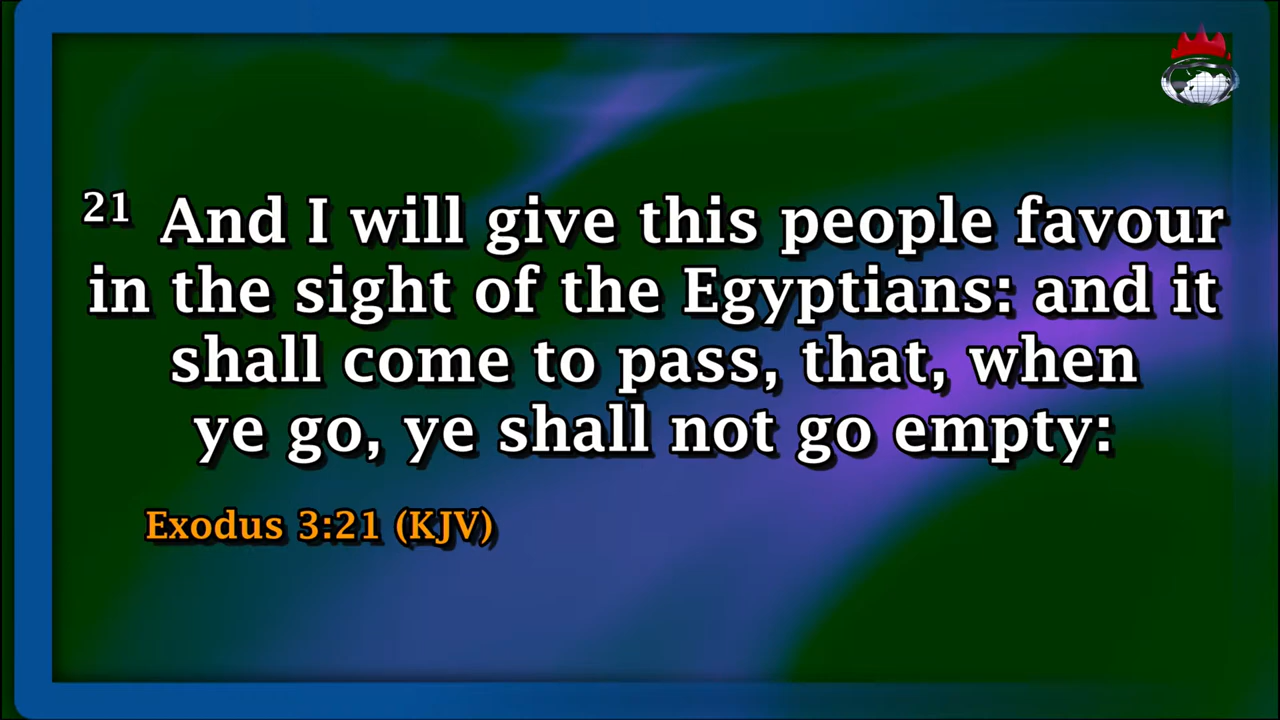 21 And I will give this people favour
in the sight of the Egyptians: and it
shall come to pass, that, when
ye go, ye shall not go empty:
Exodus 3:21 (KJV)